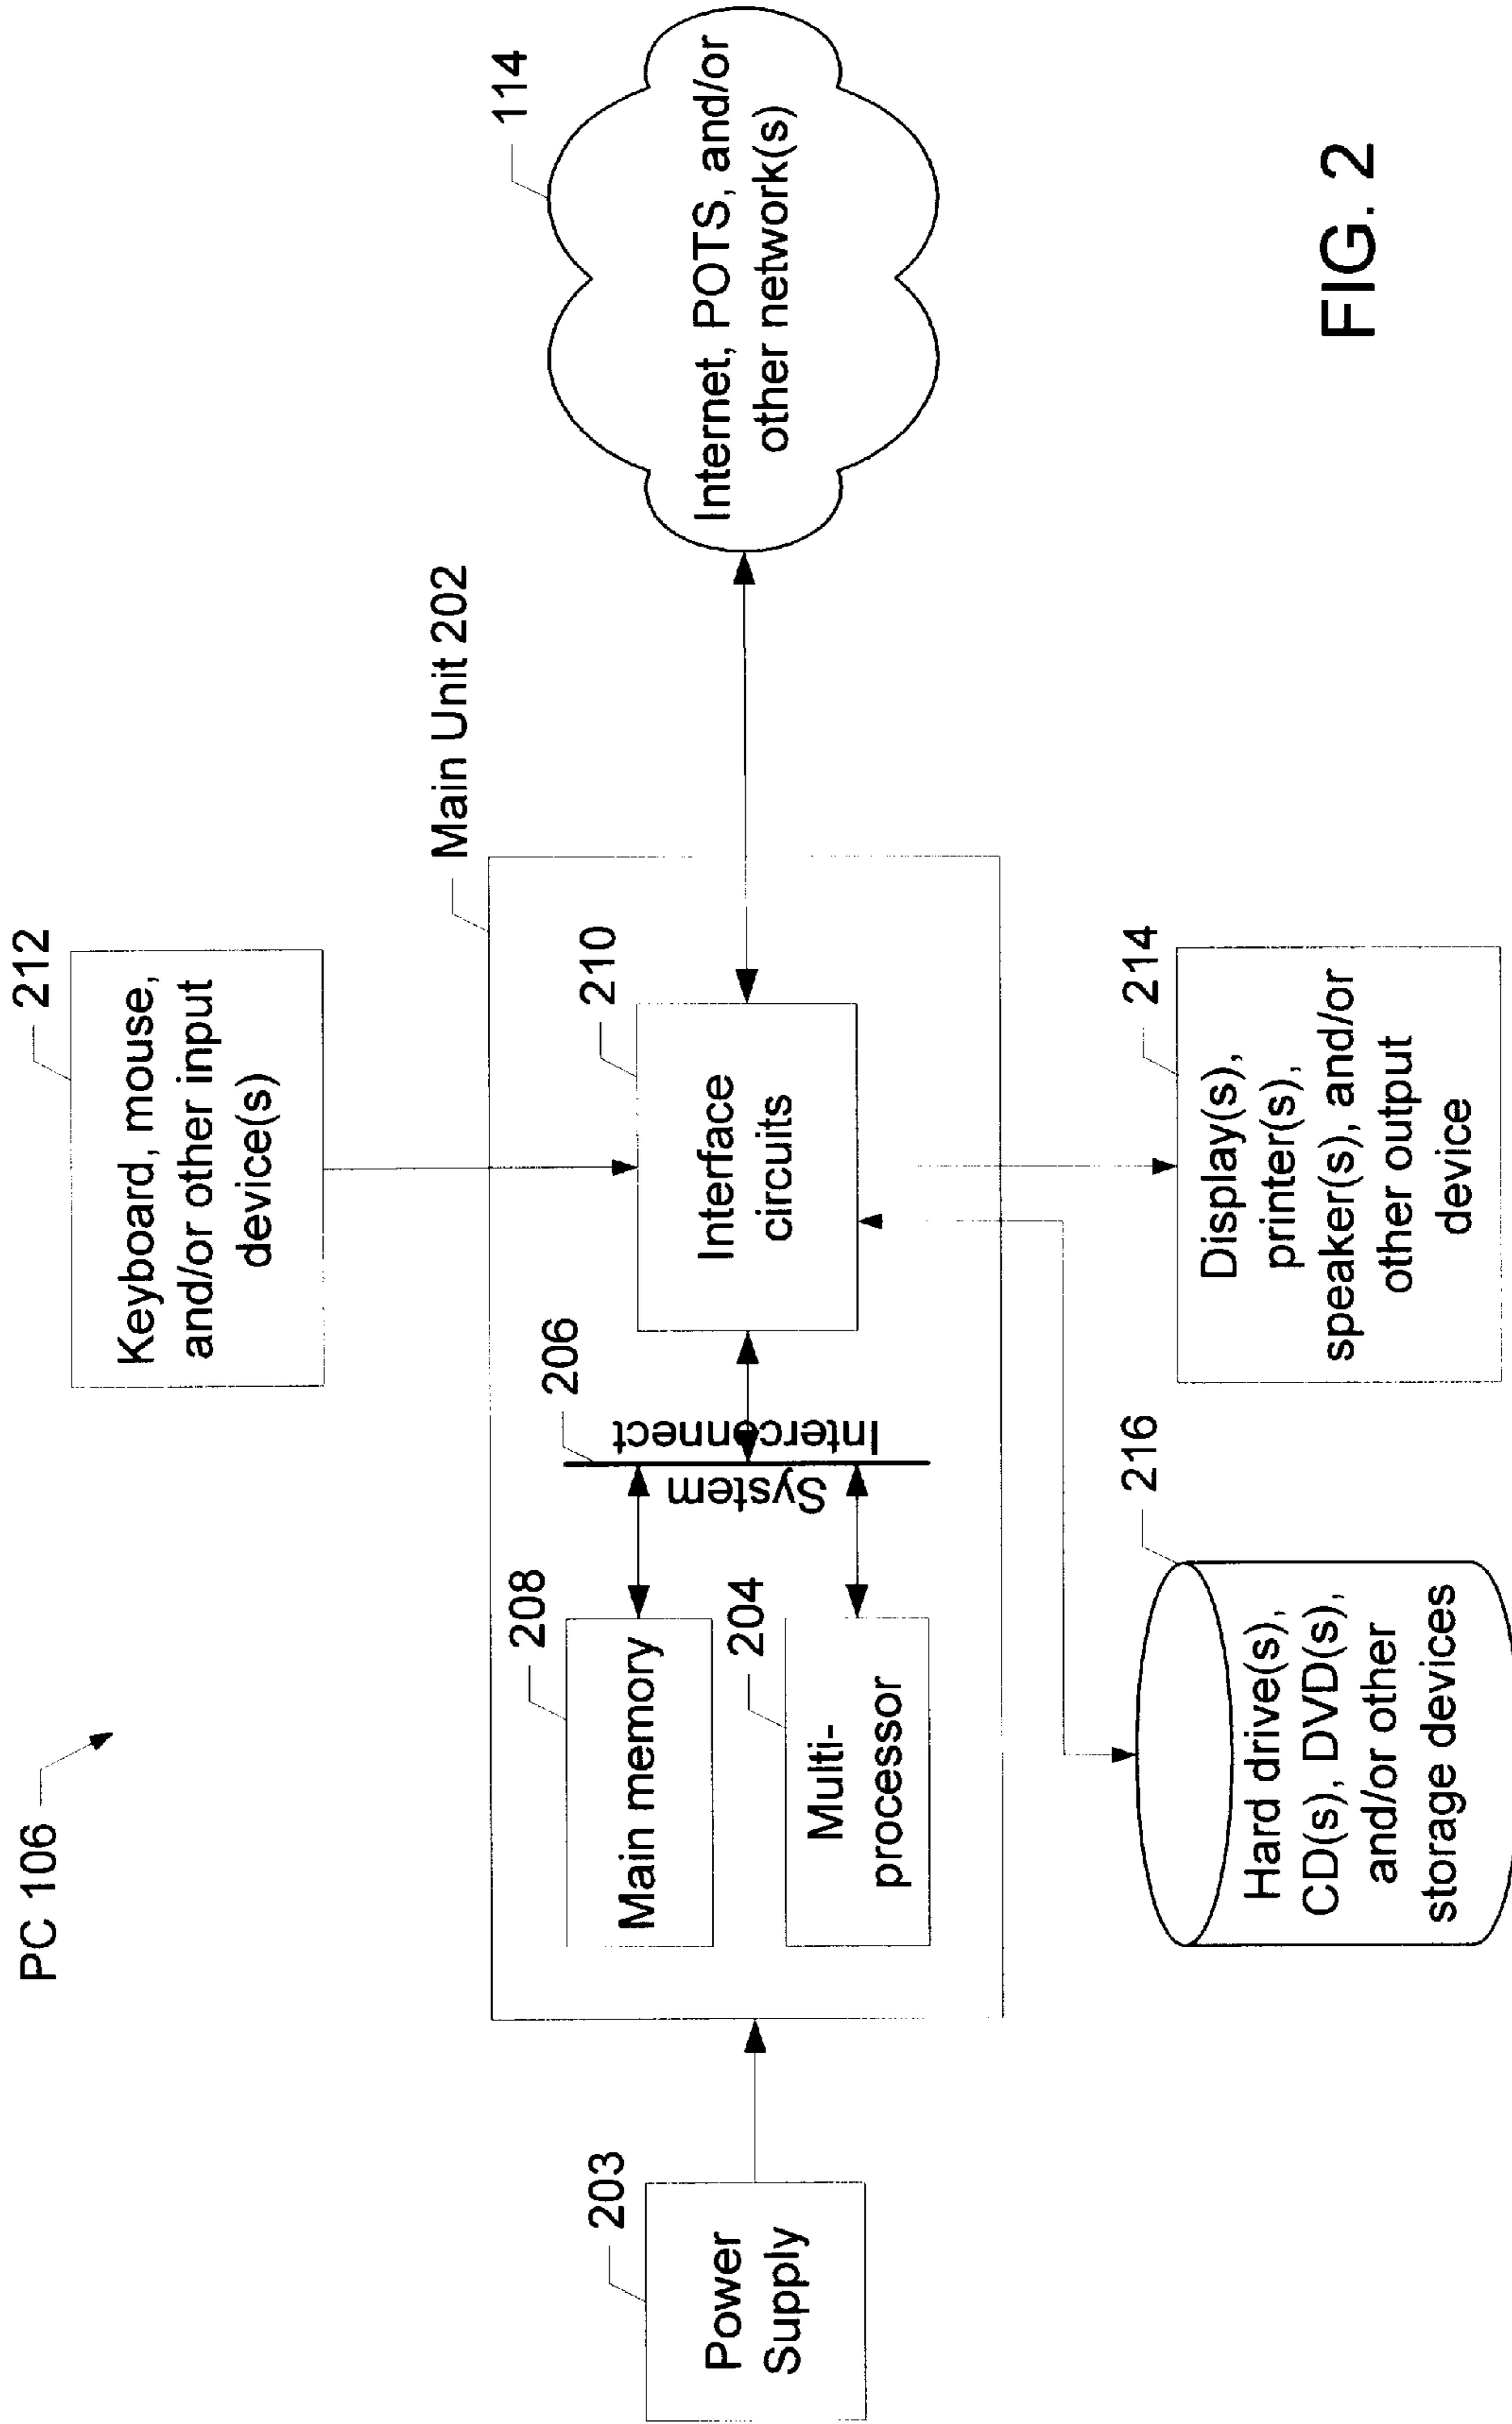 PC 106
212
Keyboard, mouse,
and/or other input
device(s)
Main Unit 202
203
Power
Supply
208
Main memory
204
Multi-
processor
206
System
Interconnect
210
Interface
circuits
114
Internet, POTS, and/or
other network(s)
216
Hard drive(s),
CD(s), DVD(s),
and/or other
storage devices
214
Display(s),
printer(s),
speaker(s), and/or
other output
device
FIG. 2